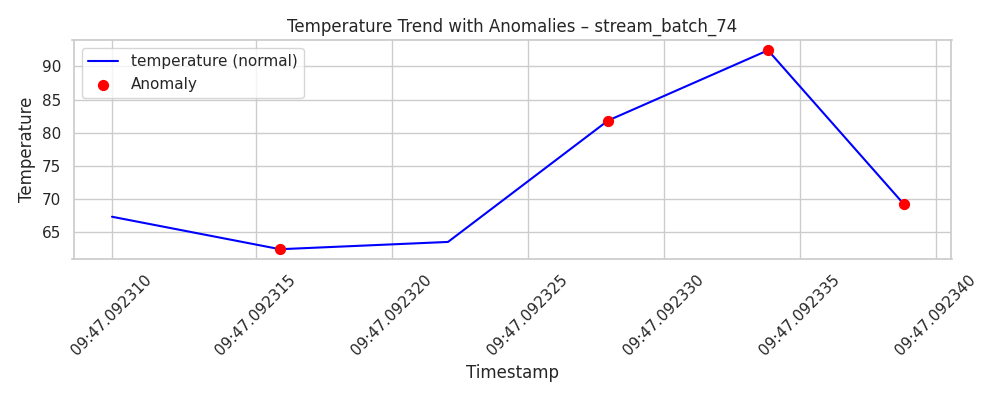 Temperature Trend with Anomalies – stream_batch_74
temperature (normal)
Anomaly
Temperature
90
85
80
75
70
65
09:47.092310
09:47.092315
09:47.092320
09:47.092325
09:47.092330
09:47.092335
09:47.092340
Timestamp